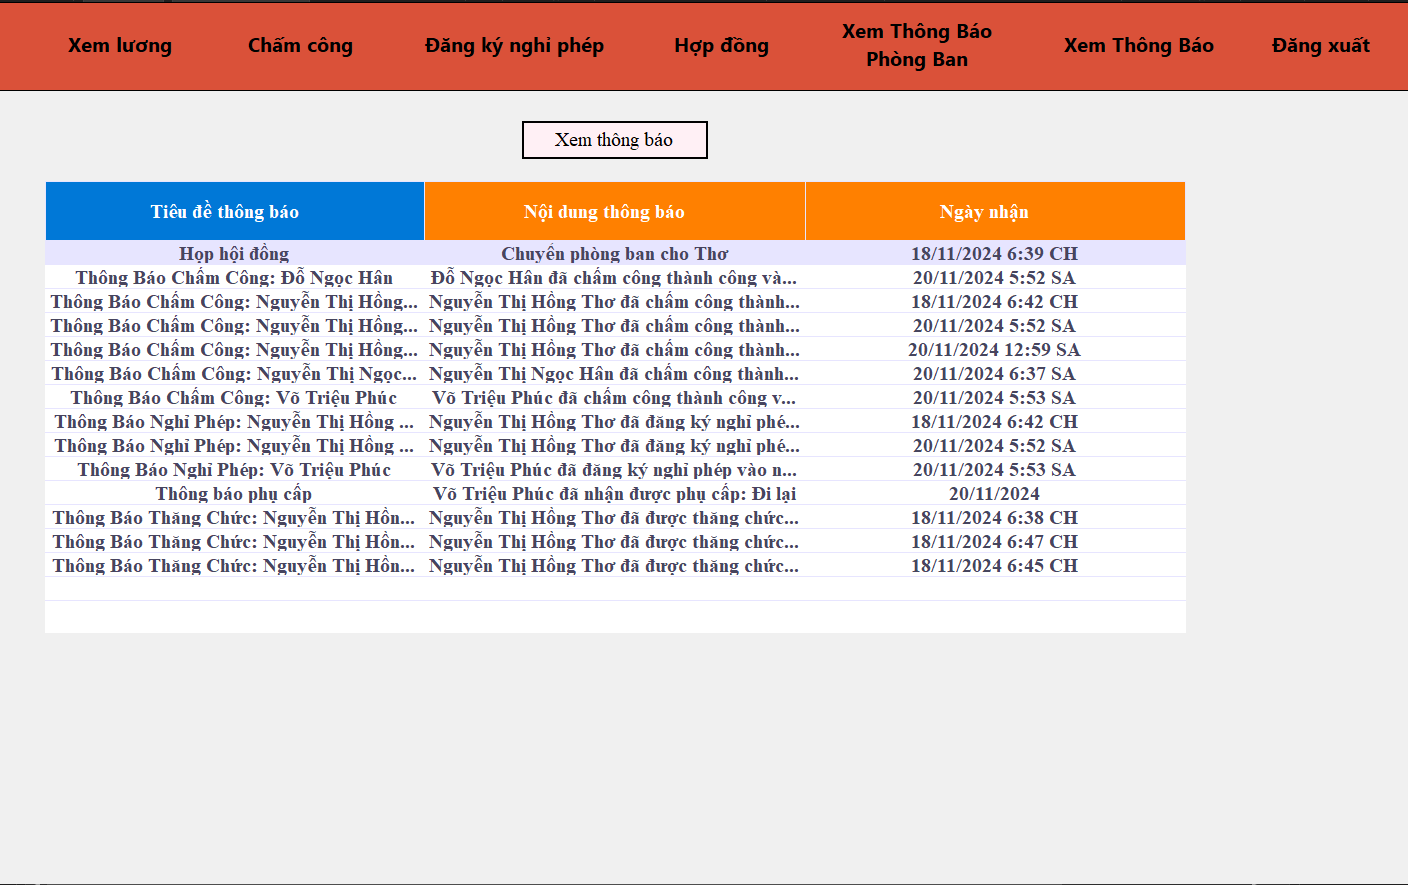 Xem lương Chấm công Đăng ký nghỉ phép Hợp đồng Xem Thông Báo Phòng Ban Xem Thông Báo Đăng xuất
Xem thông báo
Tiêu đề thông báo Nội dung thông báo Ngày nhận
Họp hội đồng Chuyển phòng ban cho Thơ 18/11/2024 6:39 CH
Thông Báo Chấm Công: Đỗ Ngọc Hân Đỗ Ngọc Hân đã chấm công thành công và... 20/11/2024 5:52 SA
Thông Báo Chấm Công: Nguyễn Thị Hồng... Nguyễn Thị Hồng Thơ đã chấm công thành... 18/11/2024 6:42 CH
Thông Báo Chấm Công: Nguyễn Thị Hồng... Nguyễn Thị Hồng Thơ đã chấm công thành... 20/11/2024 5:52 SA
Thông Báo Chấm Công: Nguyễn Thị Hồng... Nguyễn Thị Hồng Thơ đã chấm công thành... 20/11/2024 12:59 SA
Thông Báo Chấm Công: Nguyễn Thị Ngọc... Nguyễn Thị Ngọc Hân đã chấm công thành... 20/11/2024 6:37 SA
Thông Báo Chấm Công: Võ Triệu Phúc Võ Triệu Phúc đã chấm công thành công v... 20/11/2024 5:53 SA
Thông Báo Nghỉ Phép: Nguyễn Thị Hồng ... Nguyễn Thị Hồng Thơ đã đăng ký nghỉ phé... 18/11/2024 6:42 CH
Thông Báo Nghỉ Phép: Nguyễn Thị Hồng ... Nguyễn Thị Hồng Thơ đã đăng ký nghỉ phé... 20/11/2024 5:52 SA
Thông Báo Nghỉ Phép: Võ Triệu Phúc Võ Triệu Phúc đã đăng ký nghỉ phép vào n... 20/11/2024 5:53 SA
Thông báo phụ cấp Võ Triệu Phúc đã nhận được phụ cấp: Đi lại 20/11/2024
Thông Báo Thăng Chức: Nguyễn Thị Hồn... Nguyễn Thị Hồng Thơ đã được thăng chức... 18/11/2024 6:38 CH
Thông Báo Thăng Chức: Nguyễn Thị Hồn... Nguyễn Thị Hồng Thơ đã được thăng chức... 18/11/2024 6:47 CH
Thông Báo Thăng Chức: Nguyễn Thị Hồn... Nguyễn Thị Hồng Thơ đã được thăng chức... 18/11/2024 6:45 CH